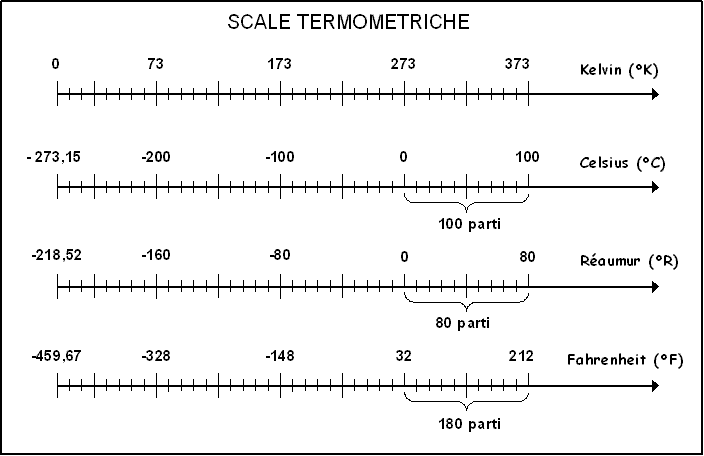 SCALE TERMOMETRICHE
0 73 173 273 373 Kelvin (°K)
- 273,15 -200 -100 0 100 Celsius (°C)
100 parti
-218,52 -160 -80 0 80 Réaumur (°R)
80 parti
-459,67 -328 -148 32 212 Fahrenheit (°F)
180 parti